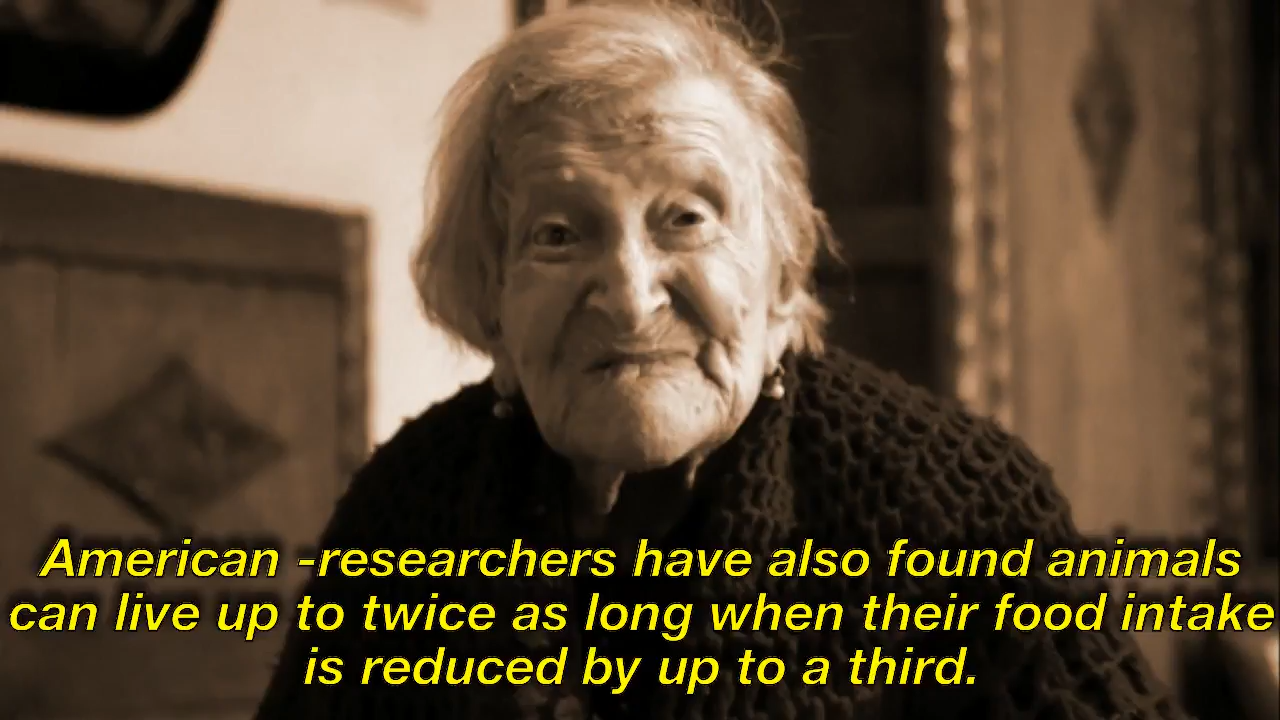 American -researchers have also found animals
can live up to twice as long when their food intake
is reduced by up to a third.